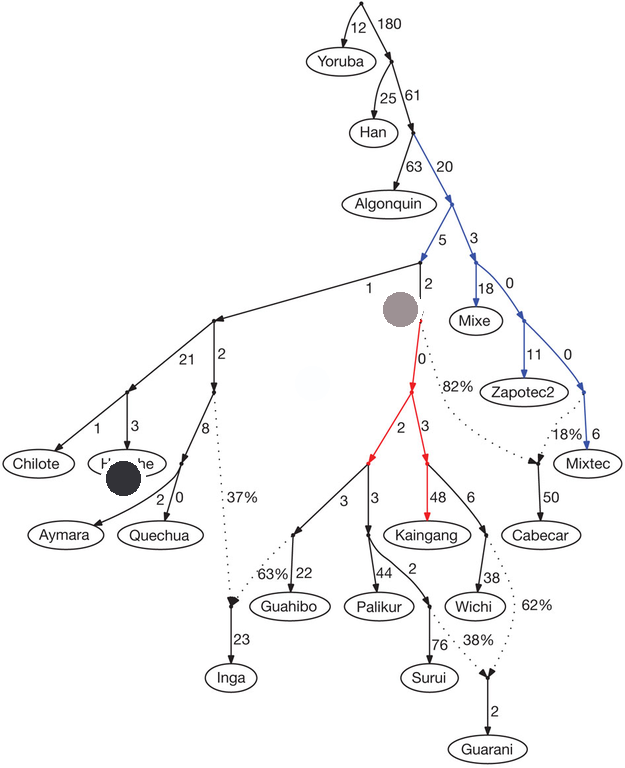 12 180
Yoruba
25 61
Han
63 20
Algonquin
5 3
1 2 18 0
Mixe
21 2 0 11 0
82% Zapotec2
1 3 8 2 3 18% 6
Chilote Mixtec
2 0 37% 3 3 48 6 50
Aymara Quechua Kaingang Cabecar
63% 22 44 2 38
Guahibo Palikur Wichi 62%
23 76 38%
Inga Surui
2
Guarani